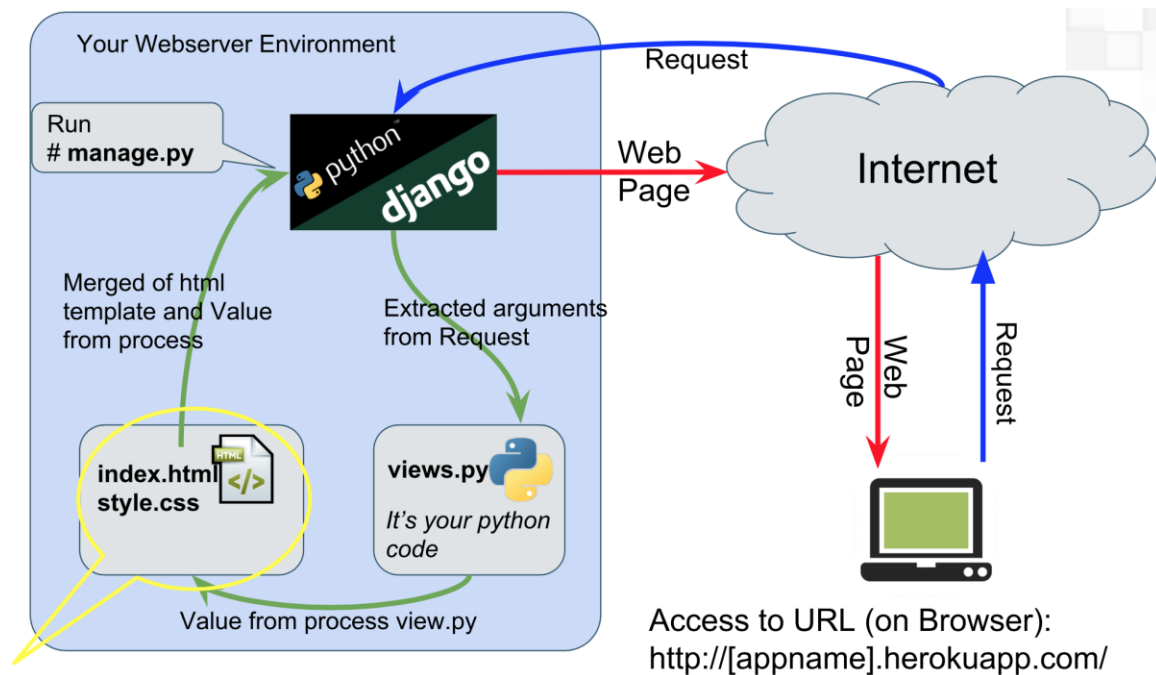 Your Webserver Environment
Request
Run
# manage.py
python
™
django
Web
Page
Internet
Merged of html
template and Value
from process
Extracted arguments
from Request
Web
Page
Request
index.html
style.css
HTML
</>
views.py
It's your python
code
Value from process view.py
Access to URL (on Browser):
http://[appname].herokuapp.com/